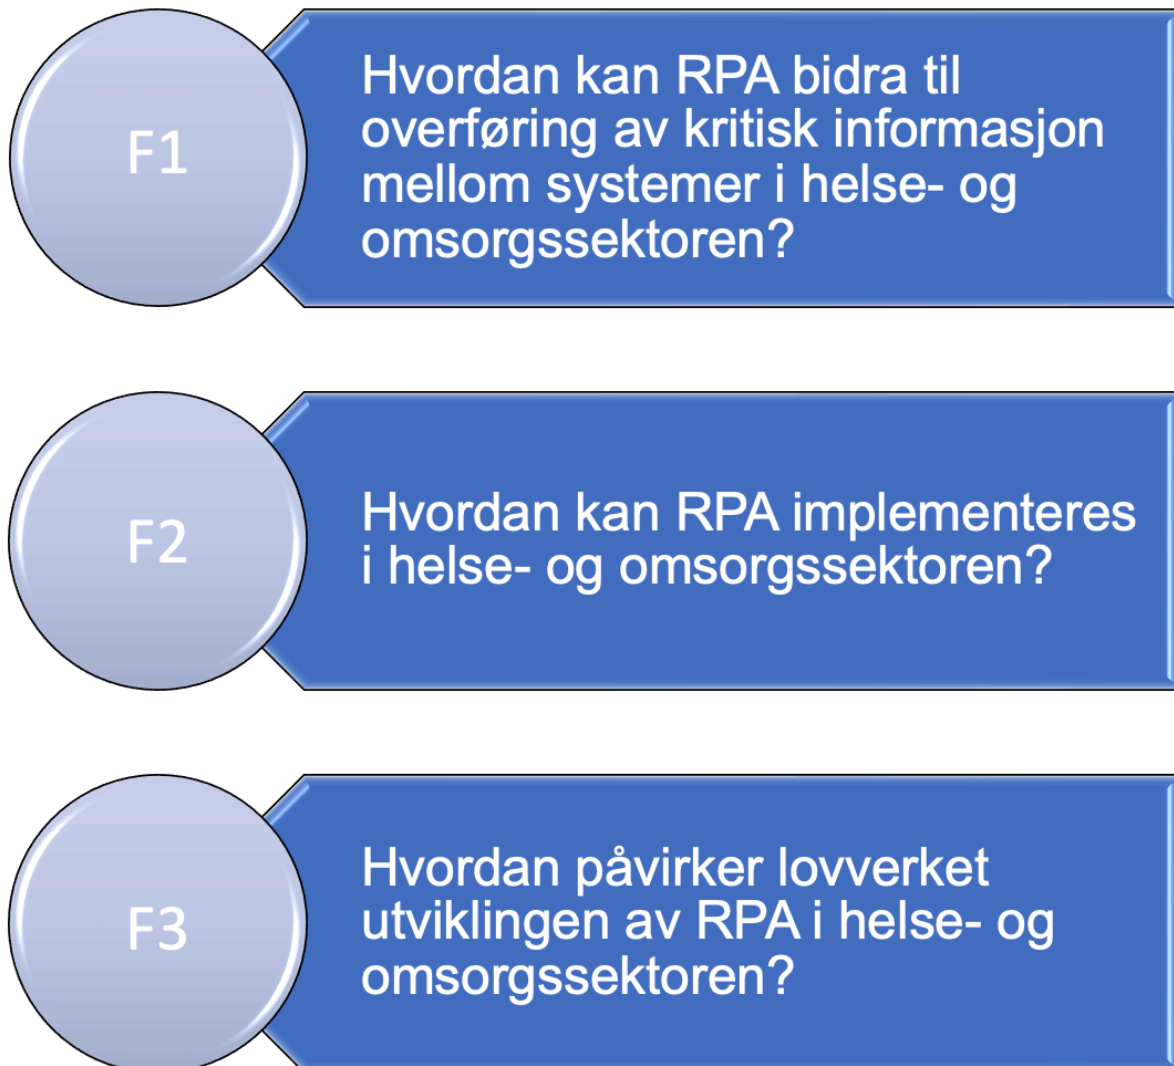 F1
Hvordan kan RPA bidra til
overføring av kritisk informasjon
mellom systemer i helse- og
omsorgssektoren?
F2
Hvordan kan RPA implementeres
i helse- og omsorgssektoren?
F3
Hvordan påvirker lovverket
utviklingen av RPA i helse- og
omsorgssektoren?